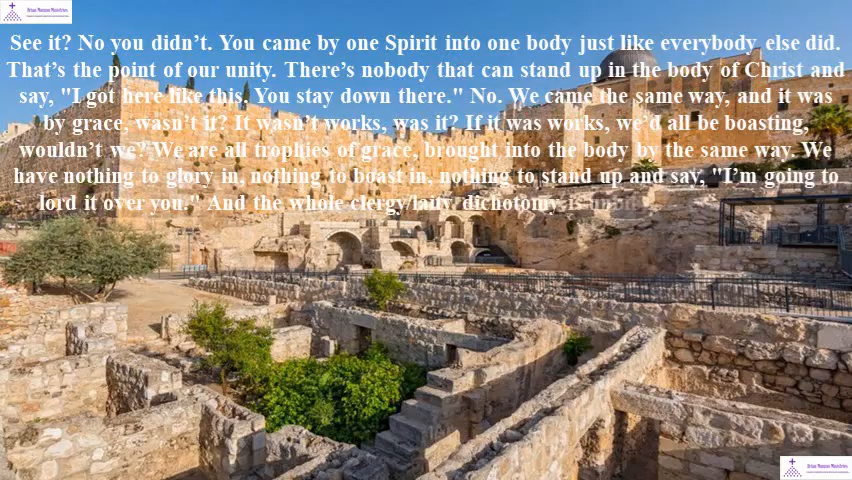 See it? No you didn’t. You came by one Spirit into one body just like everybody else did.
That’s the point of our unity. There’s nobody that can stand up in the body of Christ and
say, "I got here like this. You stay down there." No. We came the same way, and it was
by grace, wasn’t it? It wasn’t works, was it? If it was works, we’d all be boasting,
wouldn’t we? We are all trophies of grace, brought into the body by the same way. We
have nothing to glory in, nothing to boast in, nothing to stand up and say, "I’m going to
lord it over you." And the whole clergy/laity, dichotomy is